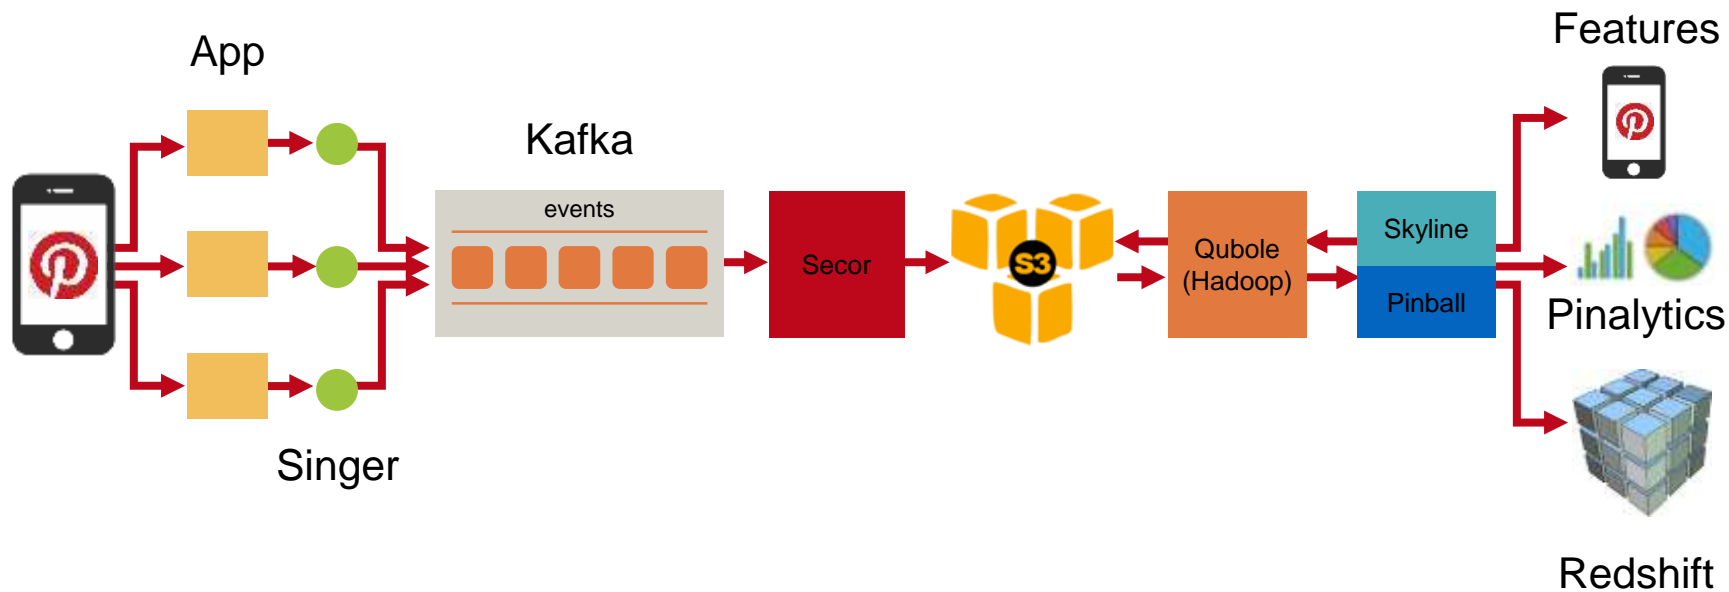 App
Singer
Kafka
events
Secor
S3
Qubole
(Hadoop)
Skyline
Pinball
Features
Pinalytics
Redshift